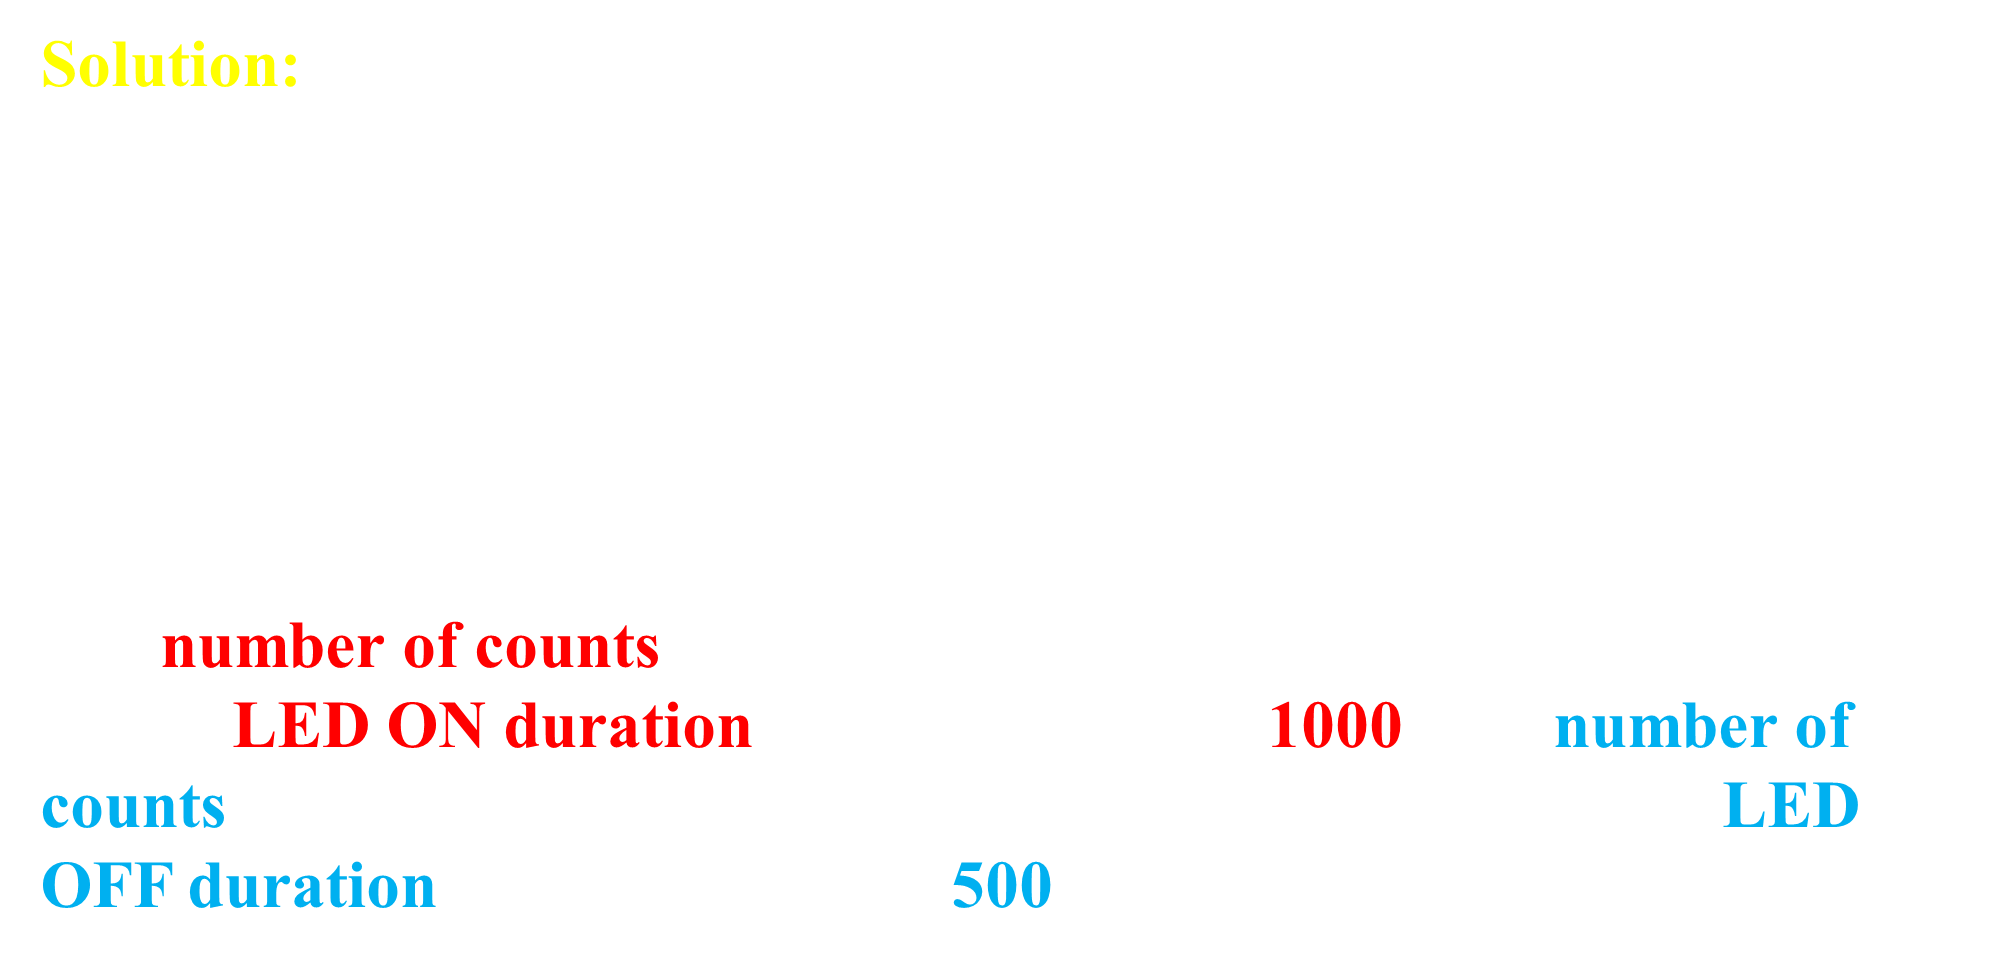 Solution:
number of counts
LED ON duration 1000 number of
counts LED
OFF duration 500